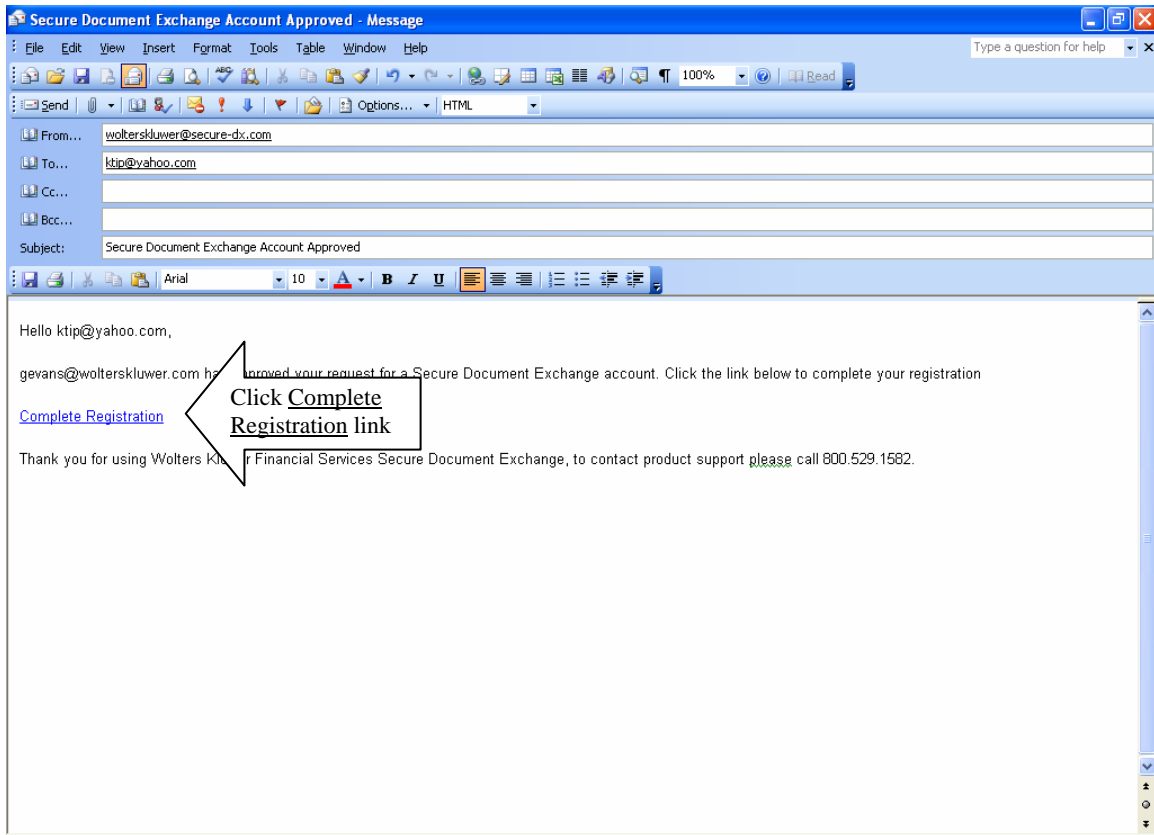 Secure Document Exchange Account Approved - Message
File Edit View Insert Format Tools Table Window Help
Type a question for help
100% Read
Send Options... HTML
From... wolterskluwer@secure-dx.com
To... ktip@yahoo.com
Cc...
Bcc...
Subject: Secure Document Exchange Account Approved
Arial 10 A B I U
Hello ktip@yahoo.com,
gevans@wolterskluwer.com your request for a Secure Document Exchange account. Click the link below to complete your registration
Complete Registration
Click Complete
Registration link
Thank you for using Wolters Financial Services Secure Document Exchange, to contact product support please call 800.529.1582.